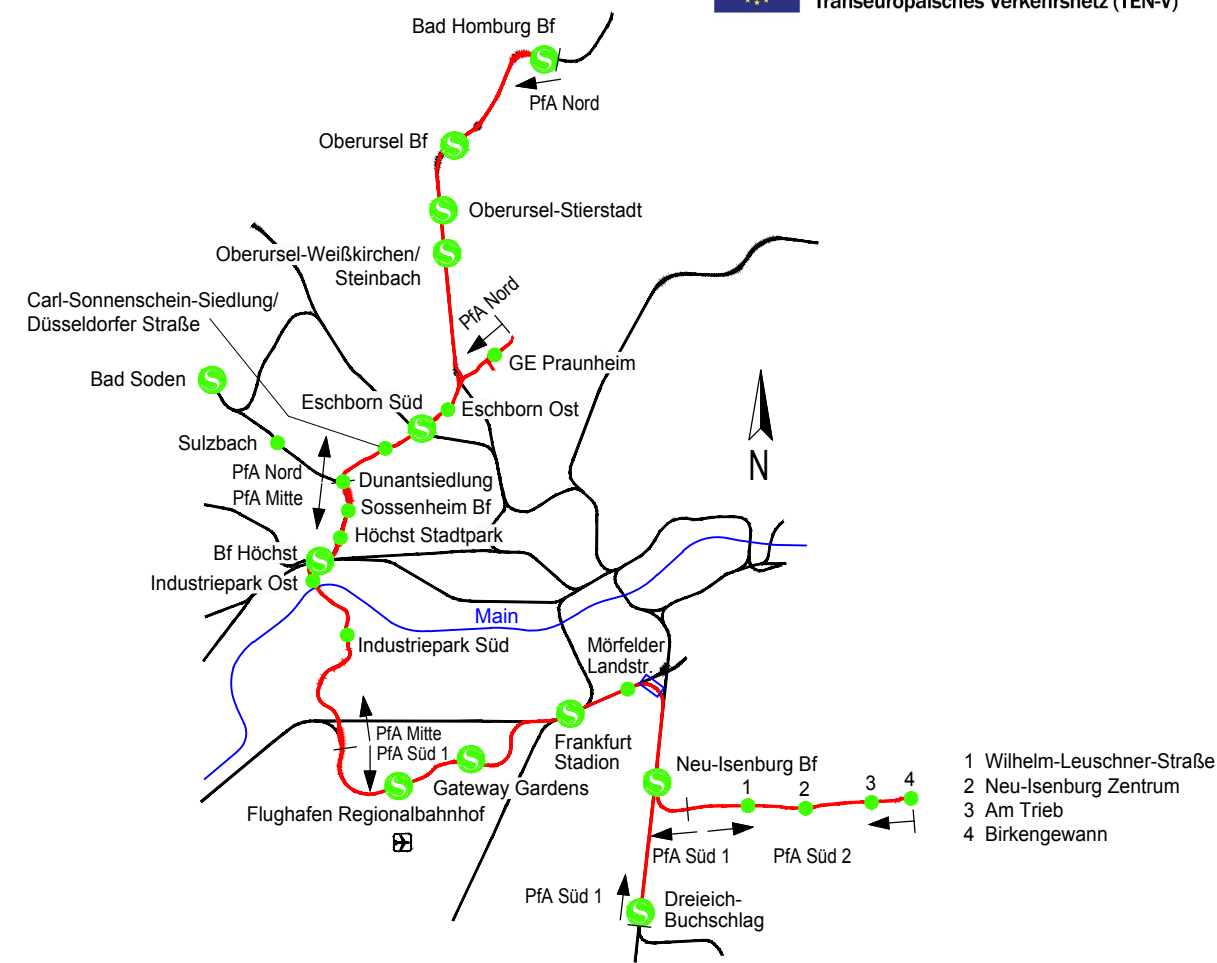 Transeuropäisches Verkehrsnetz (TEN-V)
Bad Homburg Bf
PfA Nord
Oberursel Bf
Oberursel-Stierstadt
Oberursel-Weißkirchen/
Steinbach
Carl-Sonnenschein-Siedlung/
Düsseldorfer Straße
PfA Nord
GE Praunheim
Bad Soden
Eschborn Süd
Eschborn Ost
Sulzbach
PfA Nord
PfA Mitte
Dunantsiedlung
Sossenheim Bf
Höchst Stadtpark
Bf Höchst
Industriepark Ost
N
Main
Industriepark Süd
Mörfelder
Landstr.
PfA Mitte
PfA Süd 1
Frankfurt
Stadion
Gateway Gardens
Flughafen Regionalbahnhof
Neu-Isenburg Bf
1
2
3
4
1 Wilhelm-Leuschner-Straße
2 Neu-Isenburg Zentrum
3 Am Trieb
4 Birkengewann
PfA Süd 1
PfA Süd 2
PfA Süd 1
Dreieich-
Buchschlag